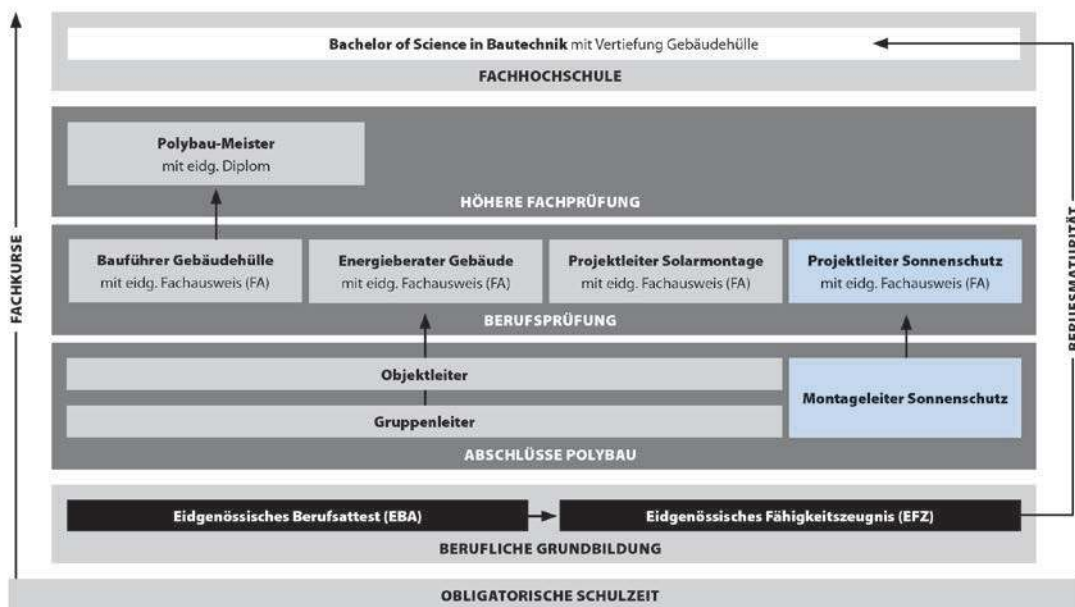 Bachelor of Science in Bautechnik mit Vertiefung Gebäudehülle
FACHHOCHSCHULE
Polybau-Meister
mit eidg. Diplom
HÖHERE FACHPRÜFUNG
Bauführer Gebäudehülle
mit eidg. Fachausweis (FA)
Energieberater Gebäude
mit eidg. Fachausweis (FA)
Projektleiter Solarmontage
mit eidg. Fachausweis (FA)
Projektleiter Sonnenschutz
mit eidg. Fachausweis (FA)
BERUFSPRÜFUNG
Objektleiter
Gruppenleiter
Montageleiter Sonnenschutz
ABSCHLÜSSE POLYBAU
Eidgenössisches Berufsattest (EBA)
Eidgenössisches Fähigkeitszeugnis (EFZ)
BERUFLICHE GRUNDBILDUNG
OBLIGATORISCHE SCHULZEIT
FACHKURSE
BERUFSMATURITÄT